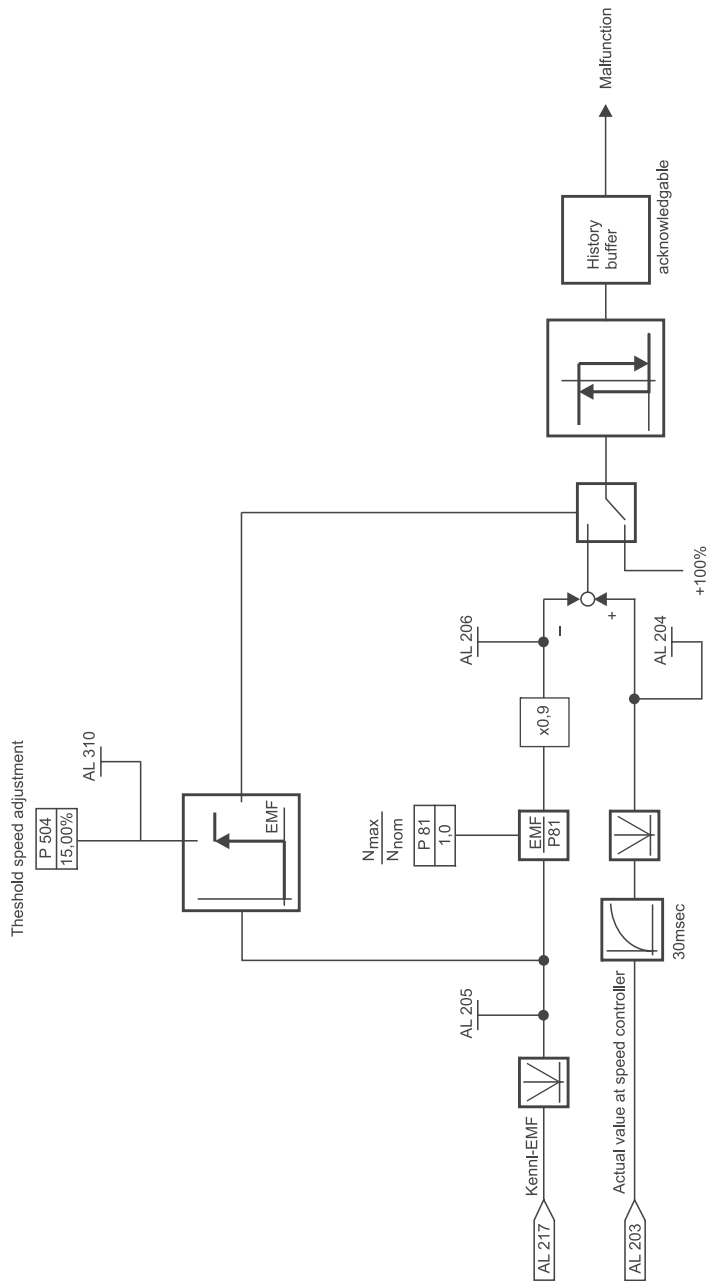 Theshold speed adjustment
P 504
15,00%
AL 310
EMF
Nmax
Nnom
P 81
1,0
AL 217
Kennl-EMF
AL 205
EMF
P81
x0,9
AL 206
–
+
AL 203
Actual value at speed controller
30msec
AL 204
+100%
History
buffer
acknowledgable
Malfunction